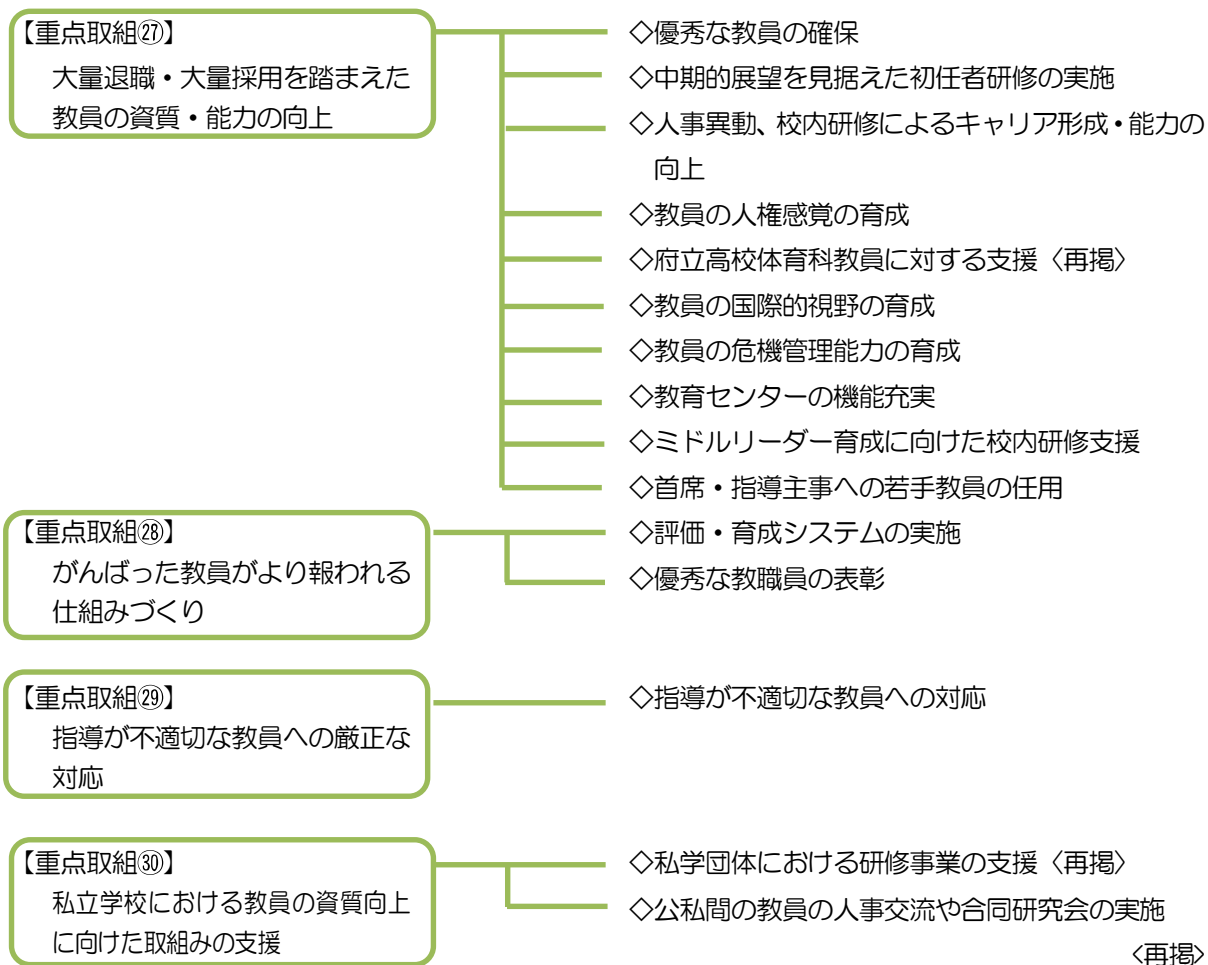 【重点取組㉗】
大量退職・大量採用を踏まえた
教員の資質・能力の向上
◇優秀な教員の確保
◇中期的展望を見据えた初任者研修の実施
◇人事異動、校内研修によるキャリア形成・能力の
向上
◇教員の人権感覚の育成
◇府立高校体育科教員に対する支援〈再掲〉
◇教員の国際的視野の育成
◇教員の危機管理能力の育成
◇教育センターの機能充実
◇ミドルリーダー育成に向けた校内研修支援
◇首席・指導主事への若手教員の任用
【重点取組㉘】
がんばった教員がより報われる
仕組みづくり
◇評価・育成システムの実施
◇優秀な教職員の表彰
【重点取組㉙】
指導が不適切な教員への厳正な
対応
◇指導が不適切な教員への対応
【重点取組㉚】
私立学校における教員の資質向上
に向けた取組みの支援
◇私学団体における研修事業の支援〈再掲〉
◇公私間の教員の人事交流や合同研究会の実施
〈再掲〉